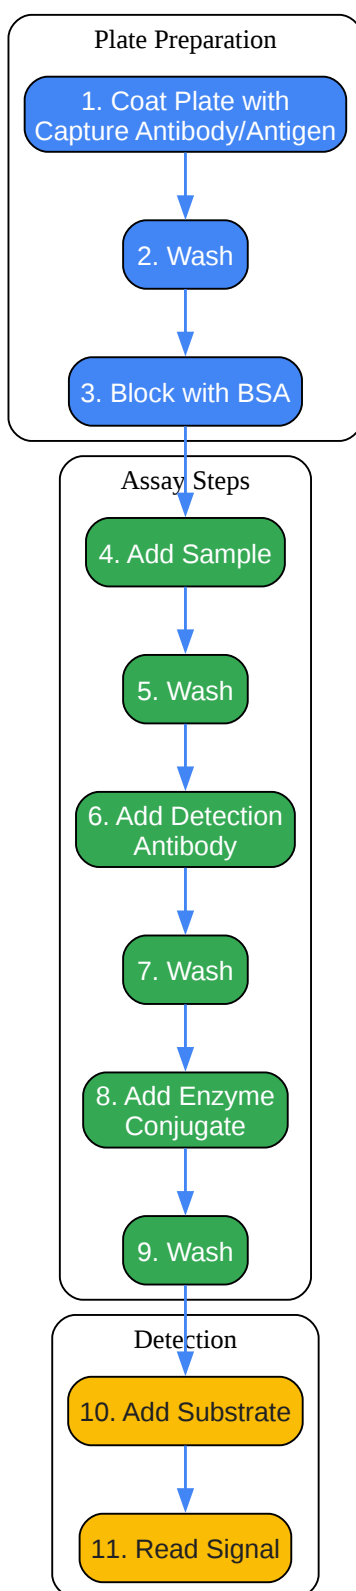 Plate Preparation
1. Coat Plate with
Capture Antibody/Antigen
2. Wash
3. Block with BSA
Assay Steps
4. Add Sample
5. Wash
6. Add Detection
Antibody
7. Wash
8. Add Enzyme
Conjugate
9. Wash
Detection
10. Add Substrate
11. Read Signal